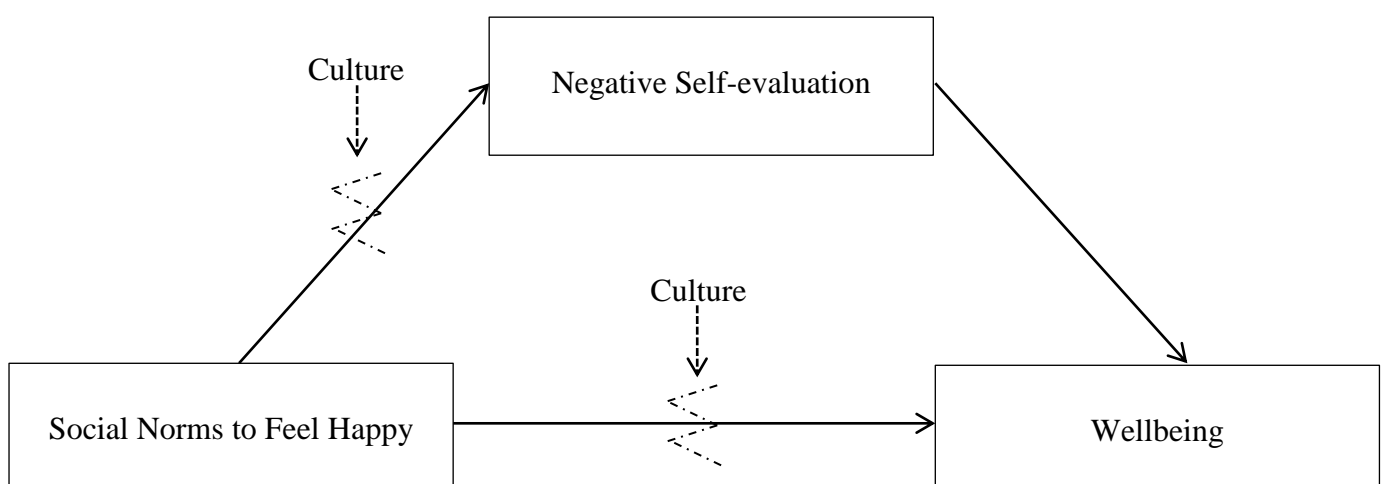 Culture
Negative Self-evaluation
Culture
Social Norms to Feel Happy
Wellbeing